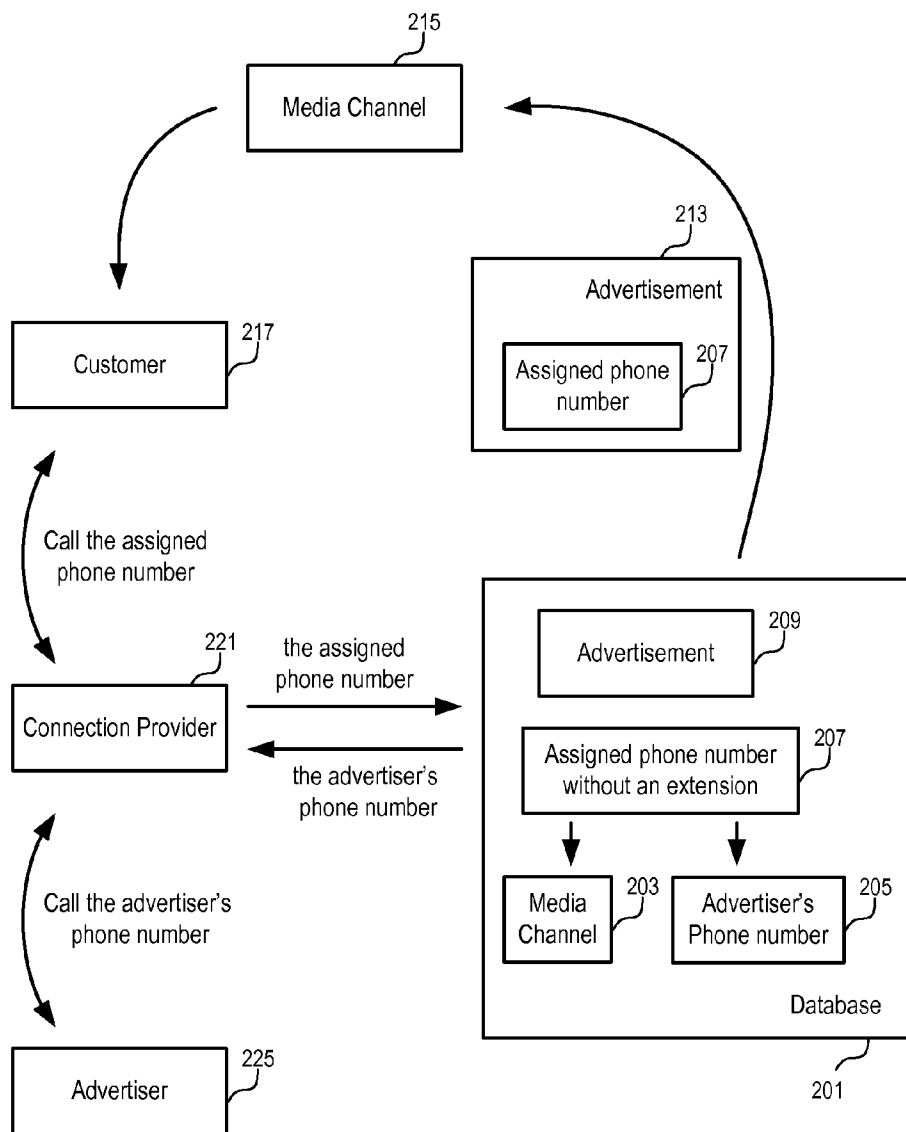 215
Media Channel
213
Advertisement
207
Assigned phone
number
217
Customer
Call the assigned
phone number
221
Connection Provider
the assigned
phone number
the advertiser's
phone number
209
Advertisement
207
Assigned phone number
without an extension
203
Media
Channel
205
Advertiser's
Phone number
Database
201
Call the advertiser's
phone number
225
Advertiser